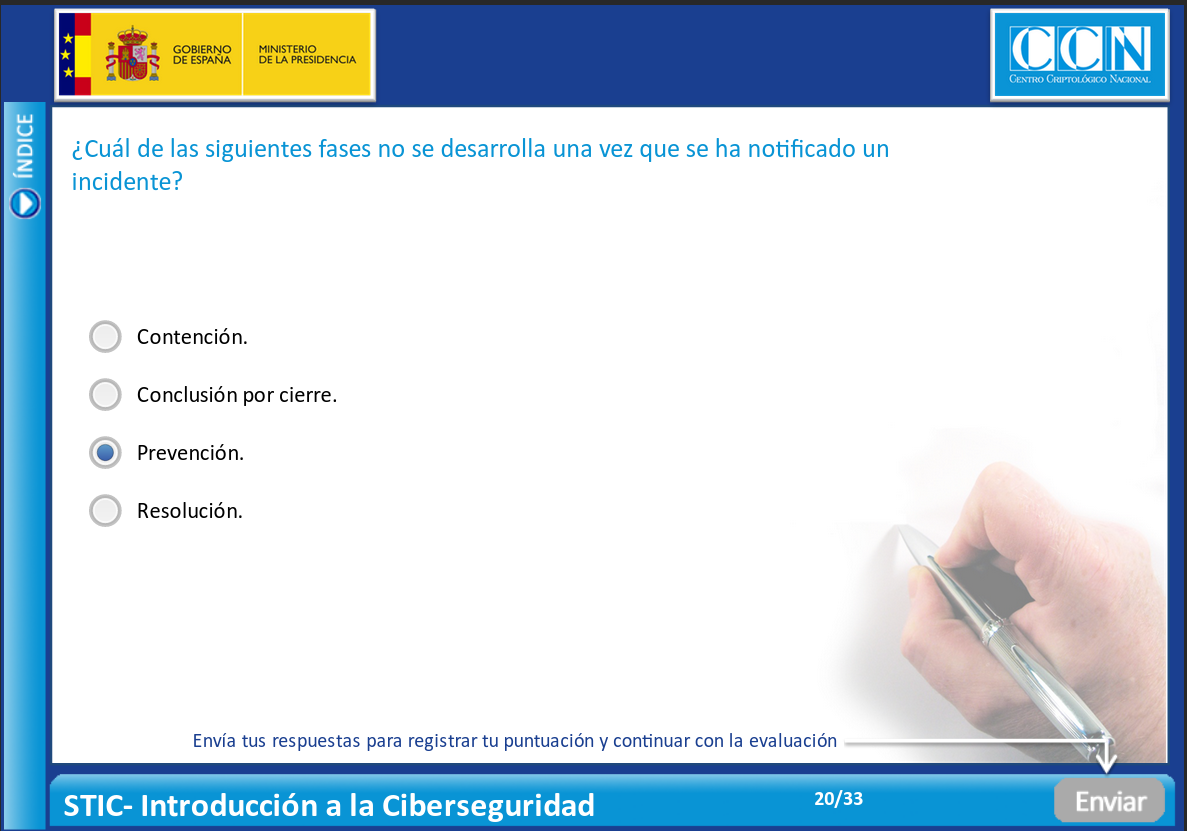 GOBIERNO
DE ESPAÑA
MINISTERIO
DE LA PRESIDENCIA
CCN
CENTRO CRIPTOLÓGICO NACIONAL
ÍNDICE
¿Cuál de las siguientes fases no se desarrolla una vez que se ha notificado un
incidente?
Contención.
Conclusión por cierre.
Prevención.
Resolución.
Envía tus respuestas para registrar tu puntuación y continuar con la evaluación
STIC- Introducción a la Ciberseguridad
20/33
Enviar